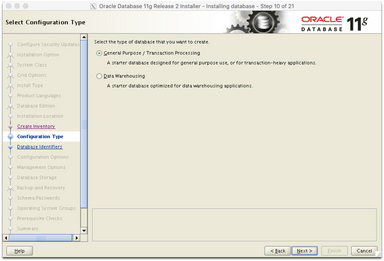 Oracle Database 11g Release 2 Installer - Installing database - Step 10 of 21
Select Configuration Type
ORACLE
DATABASE 11g
Configure Security Updates
Installation Option
System Class
Grid Options
Install Type
Product Languages
Database Edition
Installation Location
Create Inventory
Configuration Type
Database Identifiers
Configuration Options
Management Options
Database Storage
Backup and Recovery
Schema Passwords
Operating System Groups
Prerequisite Checks
Summary
Select the type of database that you want to create.
General Purpose / Transaction Processing
A starter database designed for general purpose use, or for transaction-heavy applications.
Data Warehousing
A starter database optimized for data warehousing applications.
Help
< Back
Next >
Finish
Cancel